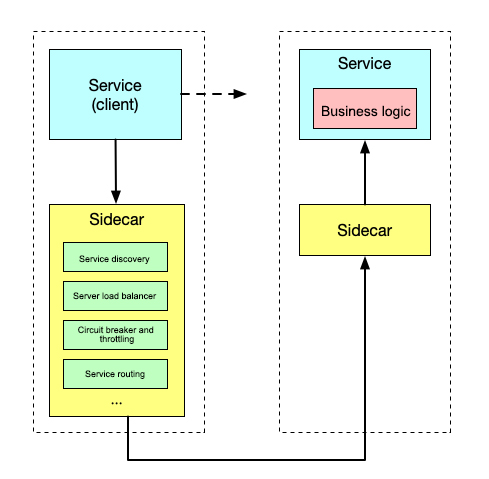 Service
(client)
Sidecar
Service discovery
Server load balancer
Circuit breaker and
throttling
Service routing
...
Service
Business logic
Sidecar